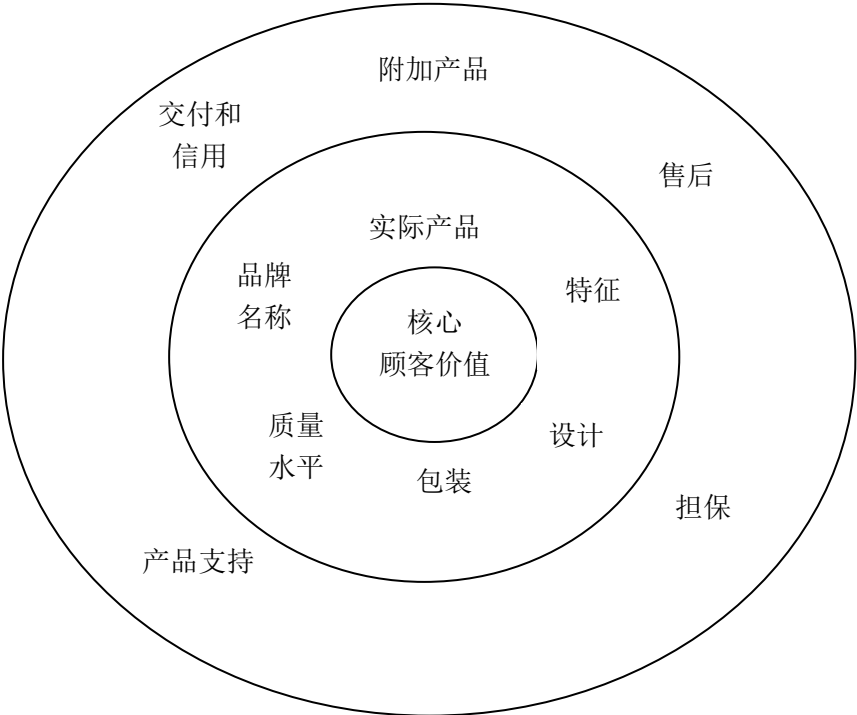 附加产品
交付和
信用
售后
实际产品
品牌
名称
特征
核心
顾客价值
质量
水平
设计
包装
担保
产品支持